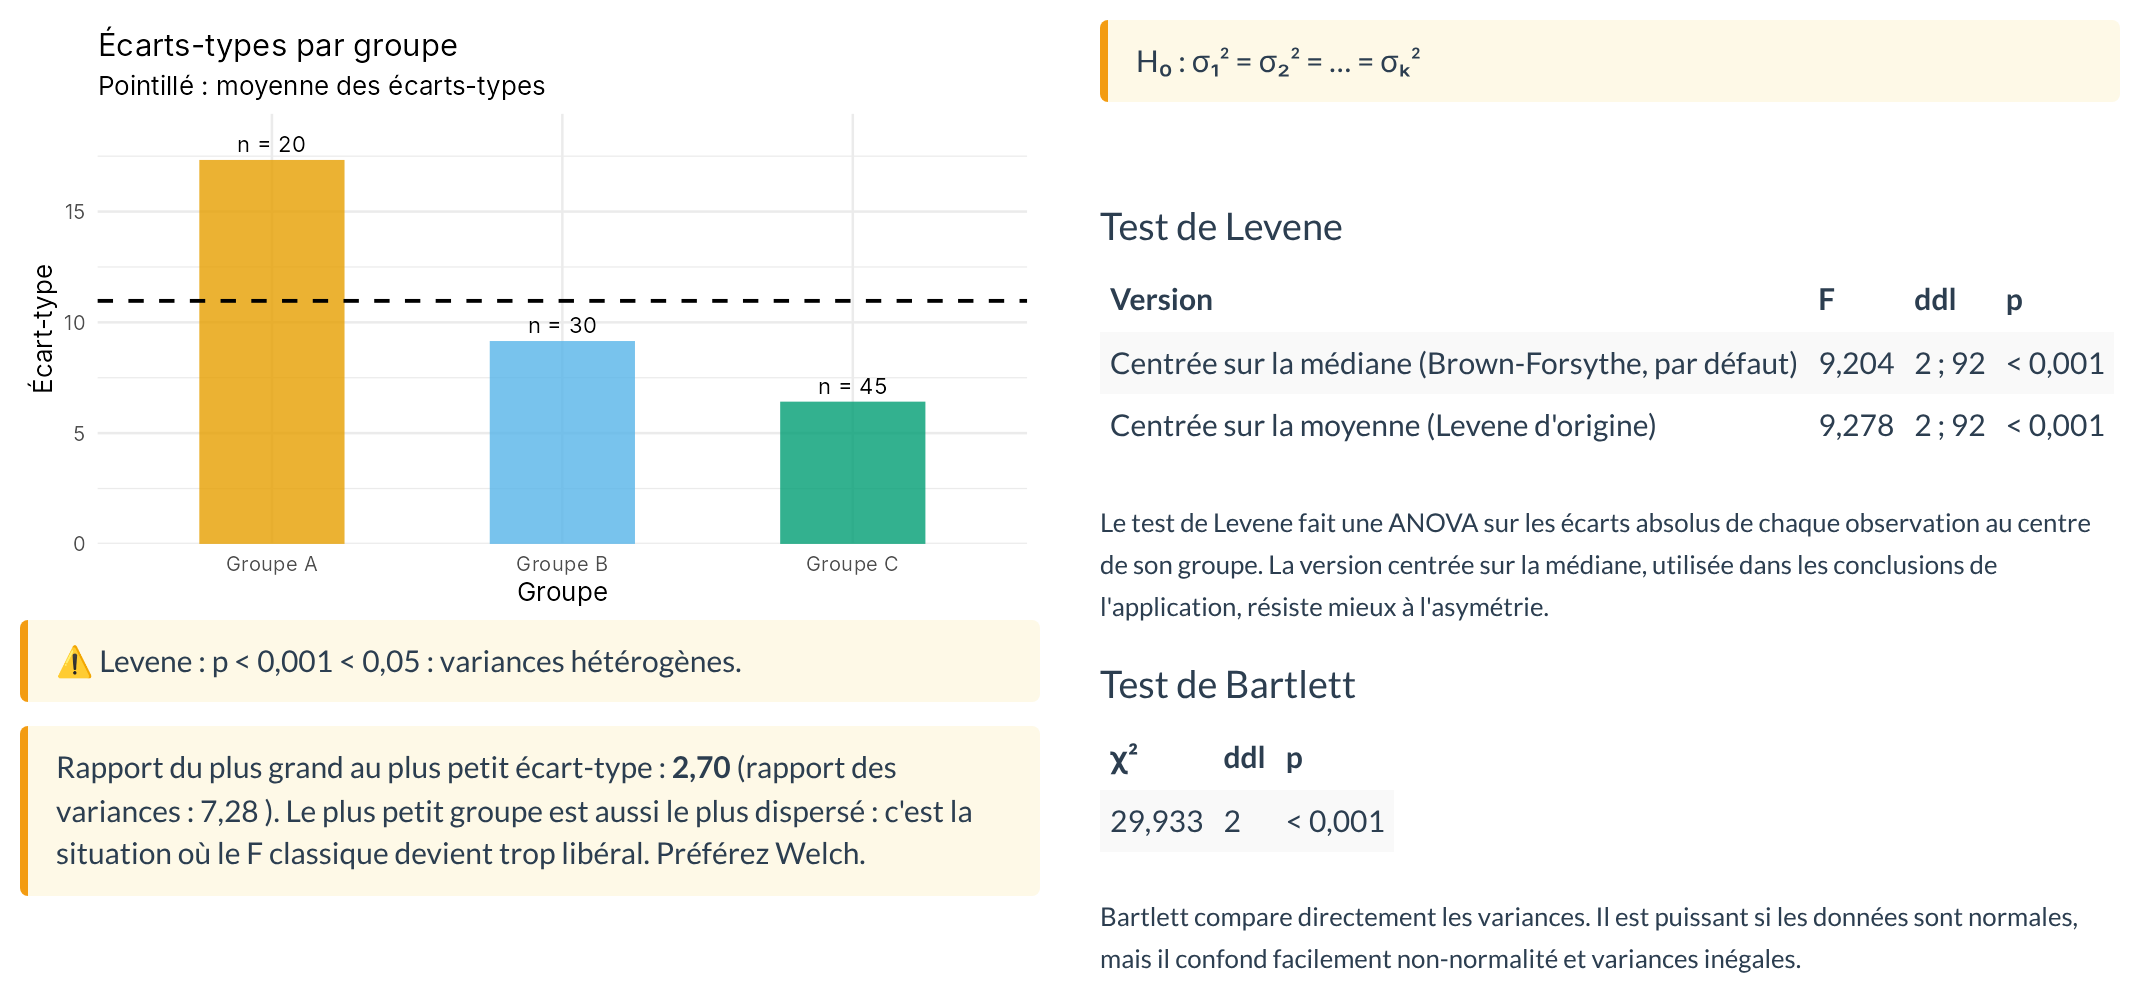 Écarts-types par groupe
Pointillé : moyenne des écarts-types
n = 20
n = 30
n = 45
15
10
5
0
Écart-type
Groupe A
Groupe B
Groupe C
Groupe
⚠️ Levene : p < 0,001 < 0,05 : variances hétérogènes.
Rapport du plus grand au plus petit écart-type : 2,70 (rapport des
variances : 7,28 ). Le plus petit groupe est aussi le plus dispersé : c'est la
situation où le F classique devient trop libéral. Préférez Welch.
H₀ : σ₁² = σ₂² = … = σₖ²
Test de Levene
Version F ddl p
Centrée sur la médiane (Brown-Forsythe, par défaut) 9,204 2 ; 92 < 0,001
Centrée sur la moyenne (Levene d'origine) 9,278 2 ; 92 < 0,001
Le test de Levene fait une ANOVA sur les écarts absolus de chaque observation au centre
de son groupe. La version centrée sur la médiane, utilisée dans les conclusions de
l'application, résiste mieux à l'asymétrie.
Test de Bartlett
χ² ddl p
29,933 2 < 0,001
Bartlett compare directement les variances. Il est puissant si les données sont normales,
mais il confond facilement non-normalité et variances inégales.